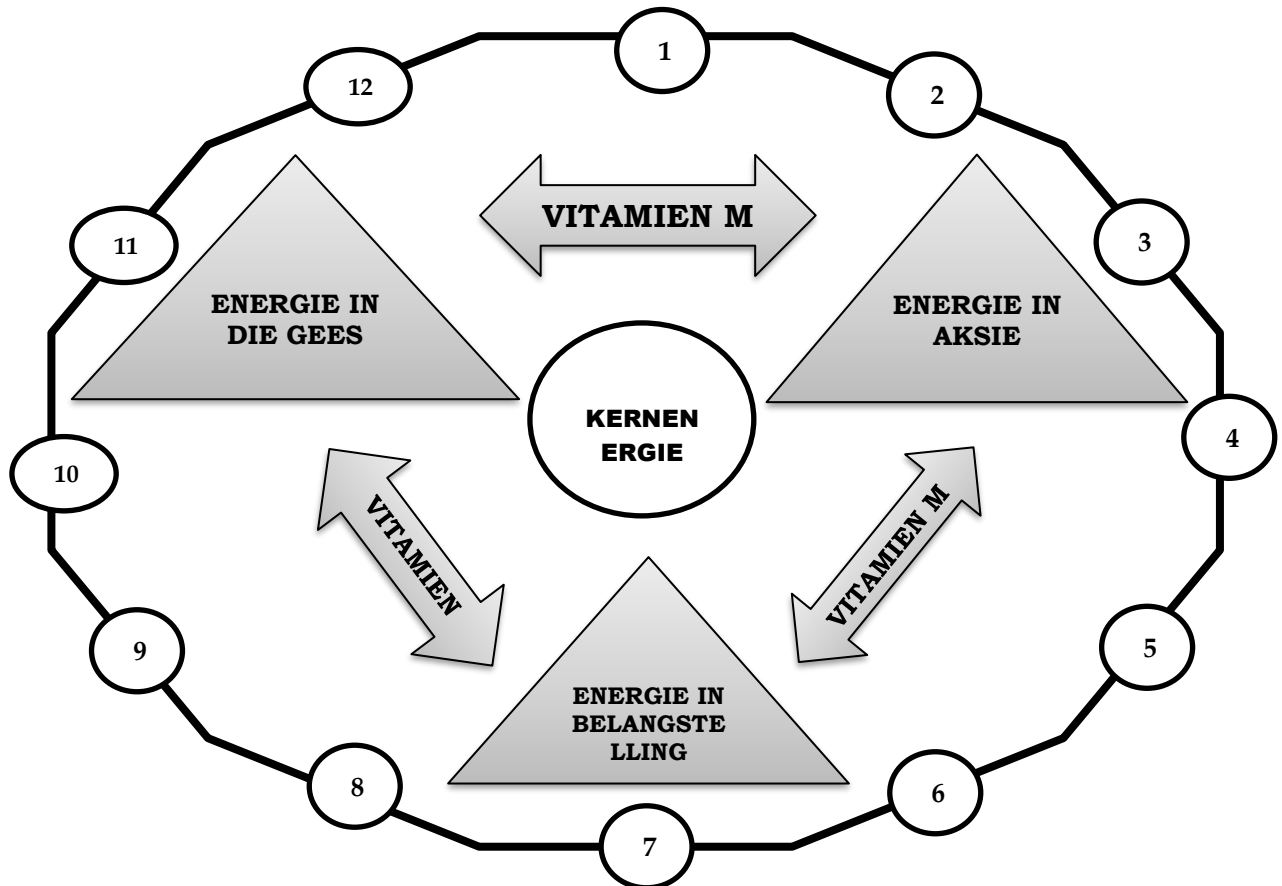 1
12
2
VITAMIEN M
11
3
ENERGIE IN
DIE GEES
ENERGIE IN
AKSIE
KERNEN
ERGIE
4
10
VITAMIEN
VITAMIEN M
9
5
ENERGIE IN
BELANGSTE
LLING
8
6
7